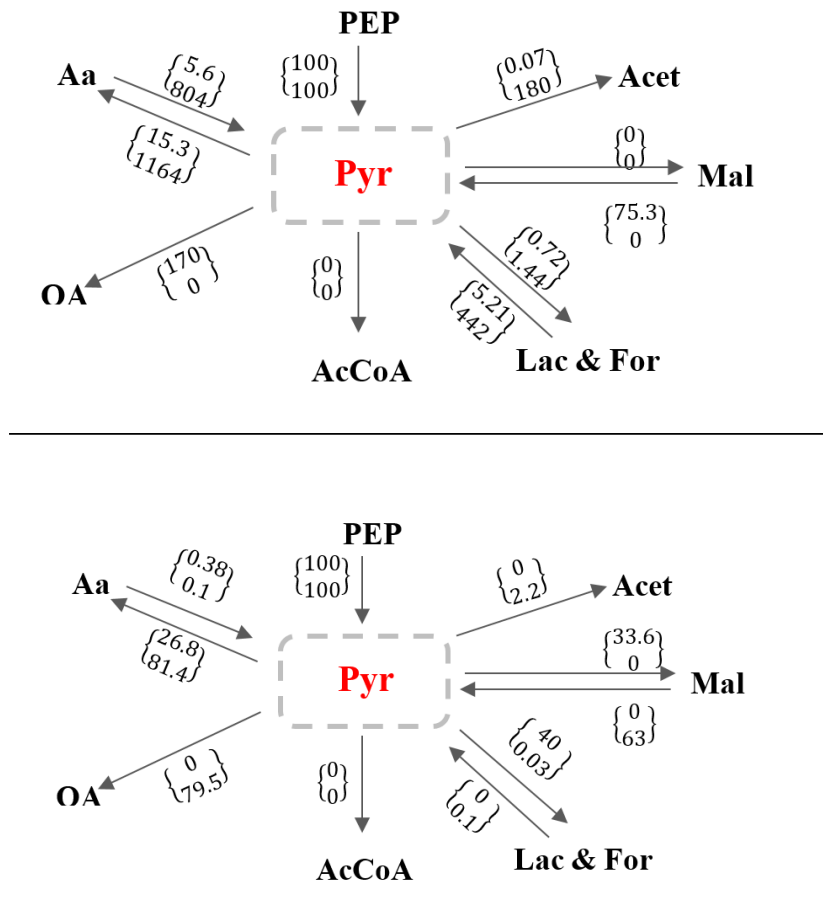 PEP
Aa
{5.6
804}
{100
100}
{0.07
180}
Acet
{15.3
1164}
Pyr
{0
0}
Mal
{75.3
0}
OA
{170
0}
{0
0}
{0.72
1.44}
{5.21
442}
AcCoA
Lac & For
PEP
Aa
{0.38
0.1}
{100
100}
{0
2.2}
Acet
{26.8
81.4}
Pyr
{33.6
0}
Mal
{0
63}
OA
{0
79.5}
{0
0}
{40
0.03}
{0
0.1}
AcCoA
Lac & For